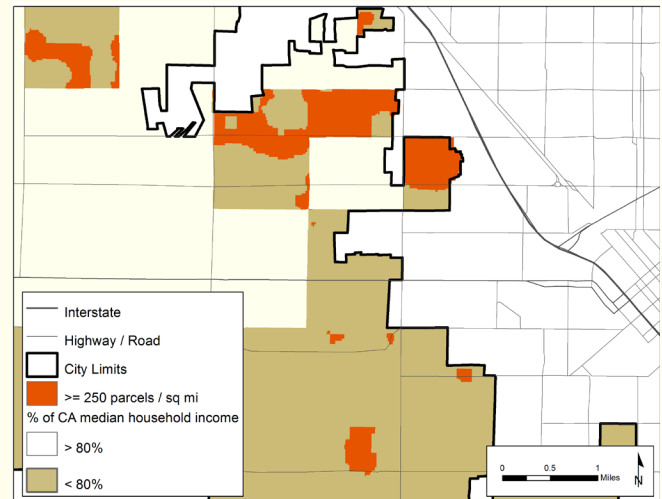 Interstate
Highway / Road
City Limits
>= 250 parcels / sq mi
% of CA median household income
> 80%
< 80%
0 0.5 1
Miles
N